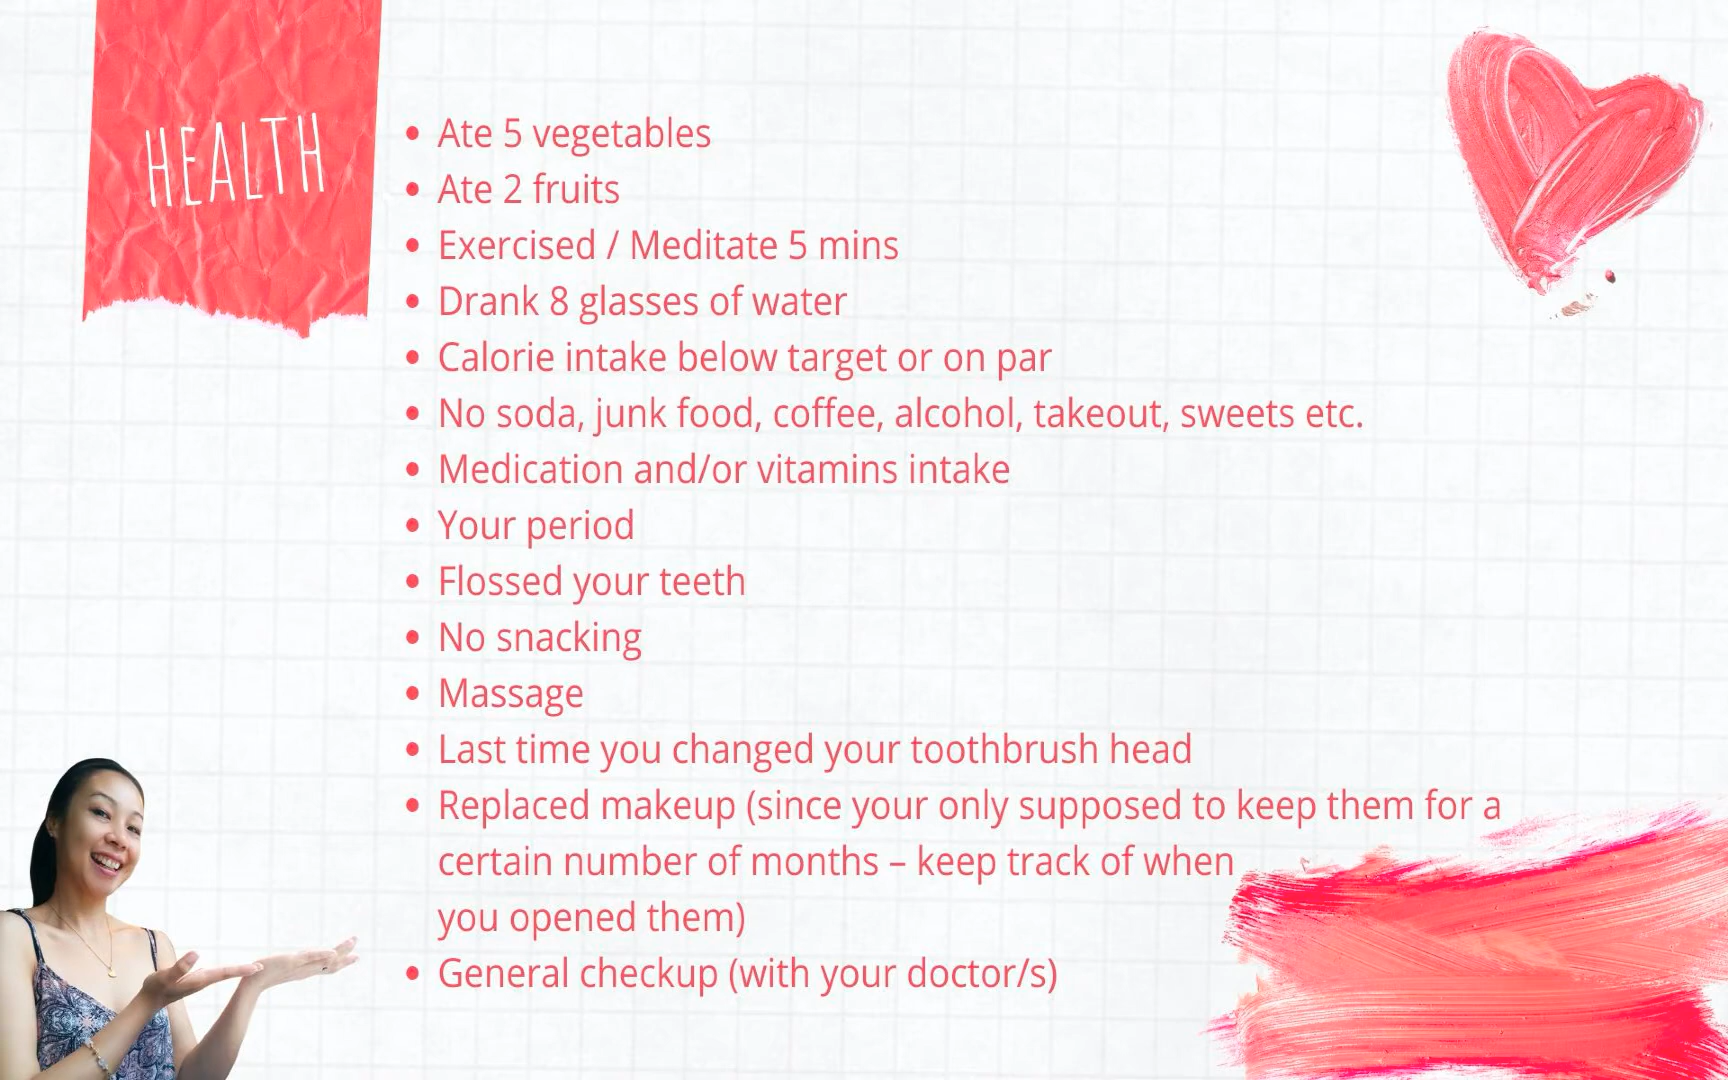 HEALTH
• Ate 5 vegetables
• Ate 2 fruits
• Exercised / Meditate 5 mins
• Drank 8 glasses of water
• Calorie intake below target or on par
• No soda, junk food, coffee, alcohol, takeout, sweets etc.
• Medication and/or vitamins intake
• Your period
• Flossed your teeth
• No snacking
• Massage
• Last time you changed your toothbrush head
• Replaced makeup (since your only supposed to keep them for a
certain number of months – keep track of when
you opened them)
• General checkup (with your doctor/s)